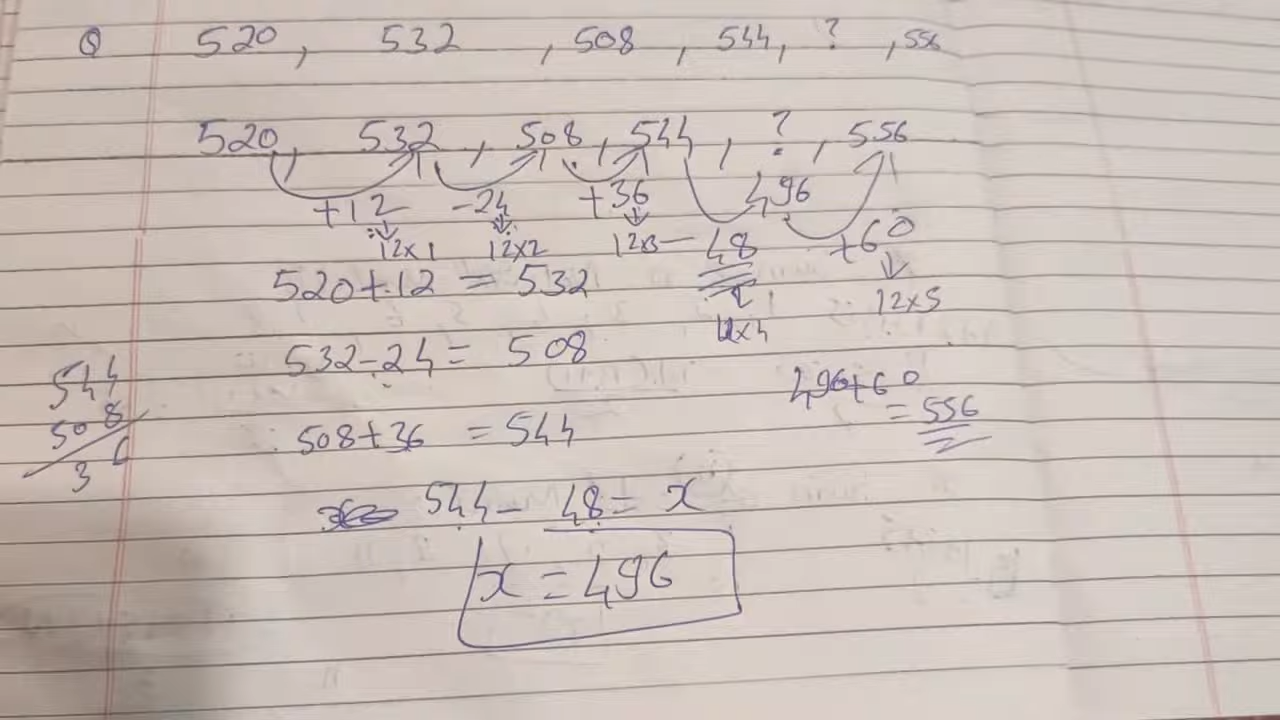 Q 520, 532, 508, 544, ?, 556
520, 532, 508, 544, ?, 556
+12 -24 +36 496
12×1 12×2 12×3 -48 +60
520+12 = 532 12×5
12×4
532-24= 508
544 496+60
508 = 556
36 508+36 = 544
544- 48= x
x = 496